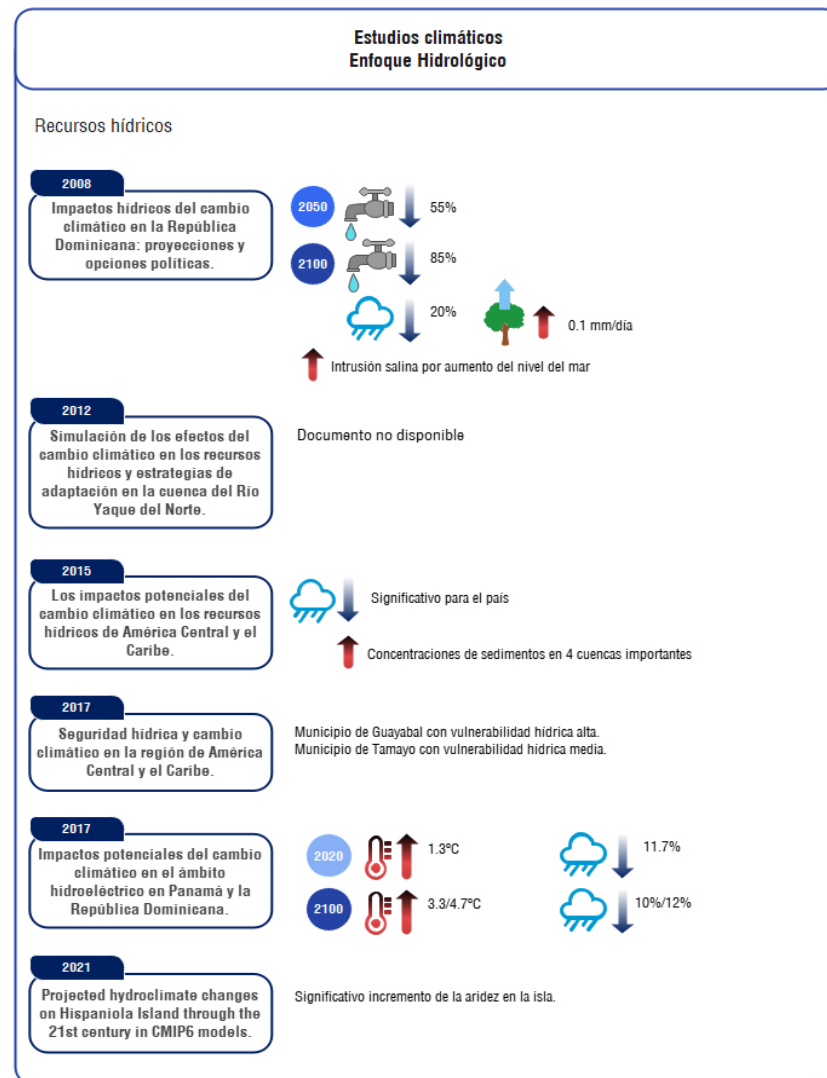 Estudios climáticos
Enfoque Hidrológico
Recursos hídricos
2008
Impactos hídricos del cambio
climático en la República
Dominicana: proyecciones y
opciones políticas.
2050
55%
2100
85%
20%
0.1 mm/día
Intrusión salina por aumento del nivel del mar
2012
Simulación de los efectos del
cambio climático en los recursos
hídricos y estrategias de
adaptación en la cuenca del Río
Yaque del Norte.
Documento no disponible
2015
Los impactos potenciales del
cambio climático en los recursos
hídricos de América Central y el
Caribe.
Significativo para el país
Concentraciones de sedimentos en 4 cuencas importantes
2017
Seguridad hídrica y cambio
climático en la región de América
Central y el Caribe.
Municipio de Guayabal con vulnerabilidad hídrica alta.
Municipio de Tamayo con vulnerabilidad hídrica media.
2017
Impactos potenciales del cambio
climático en el ámbito
hidroeléctrico en Panamá y la
República Dominicana.
2020
1.3ºC
11.7%
2100
3.3/4.7ºC
10%/12%
2021
Projected hydroclimate changes
on Hispaniola Island through the
21st century in CMIP6 models.
Significativo incremento de la aridez en la isla.